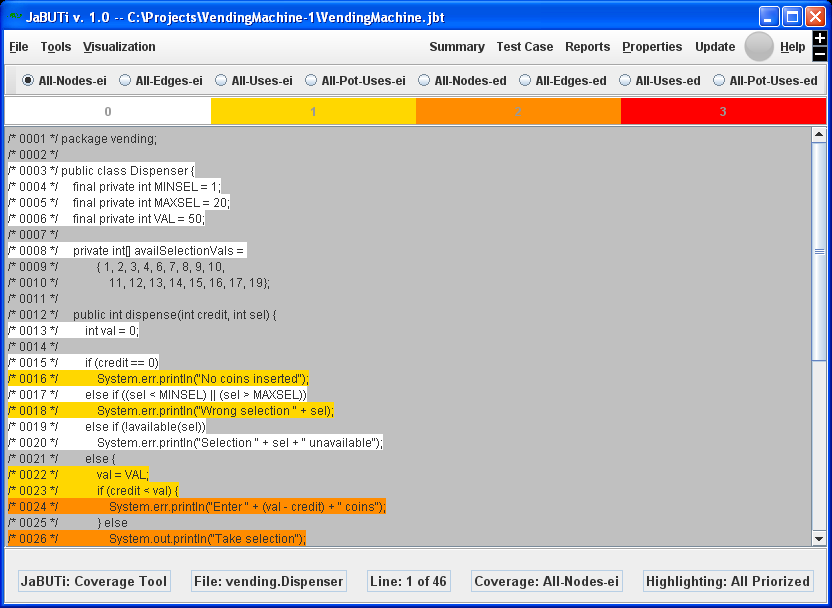 JaBUTi v. 1.0 -- C:\Projects\VendingMachine-1\VendingMachine.jbt
File Tools Visualization Summary Test Case Reports Properties Update Help
All-Nodes-ei All-Edges-ei All-Uses-ei All-Pot-Uses-ei All-Nodes-ed All-Edges-ed All-Uses-ed All-Pot-Uses-ed
0 1 2 3
/* 0001 */ package vending;
/* 0002 */
/* 0003 */ public class Dispenser {
/* 0004 */ final private int MINSEL = 1;
/* 0005 */ final private int MAXSEL = 20;
/* 0006 */ final private int VAL = 50;
/* 0007 */
/* 0008 */ private int[] availSelectionVals =
/* 0009 */ { 1, 2, 3, 4, 6, 7, 8, 9, 10,
/* 0010 */ 11, 12, 13, 14, 15, 16, 17, 19};
/* 0011 */
/* 0012 */ public int dispense(int credit, int sel) {
/* 0013 */ int val = 0;
/* 0014 */
/* 0015 */ if (credit == 0)
/* 0016 */ System.err.println("No coins inserted");
/* 0017 */ else if ((sel < MINSEL) || (sel > MAXSEL))
/* 0018 */ System.err.println("Wrong selection " + sel);
/* 0019 */ else if (!available(sel))
/* 0020 */ System.err.println("Selection " + sel + " unavailable");
/* 0021 */ else {
/* 0022 */ val = VAL;
/* 0023 */ if (credit < val) {
/* 0024 */ System.err.println("Enter " + (val - credit) + " coins");
/* 0025 */ } else
/* 0026 */ System.out.println("Take selection");
JaBUTi: Coverage Tool File: vending.Dispenser Line: 1 of 46 Coverage: All-Nodes-ei Highlighting: All Priorized